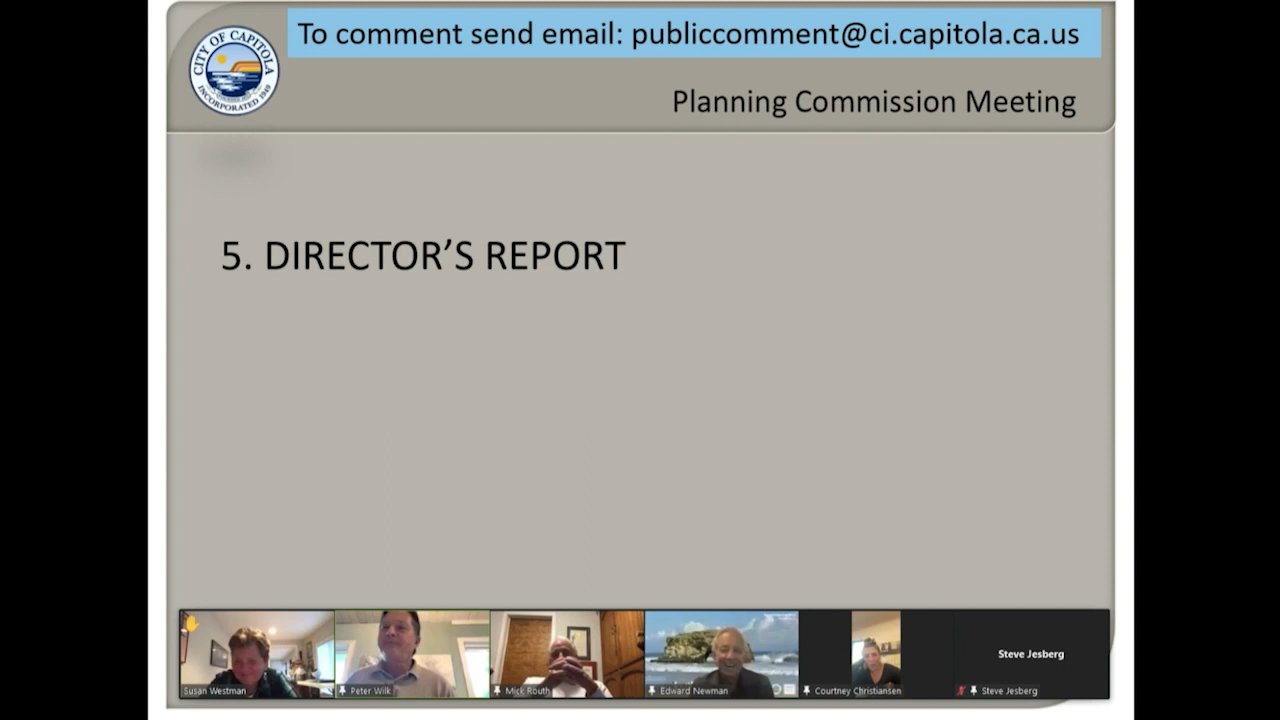 To comment send email: publiccomment@ci.capitola.ca.us
CITY OF CAPITOLA
INCORPORATED 1949
Planning Commission Meeting
5. DIRECTOR'S REPORT
Steve Jesberg
Susan Westman
Peter Wilk
Mick Routh
Edward Newman
Courtney Christiansen
Steve Jesberg